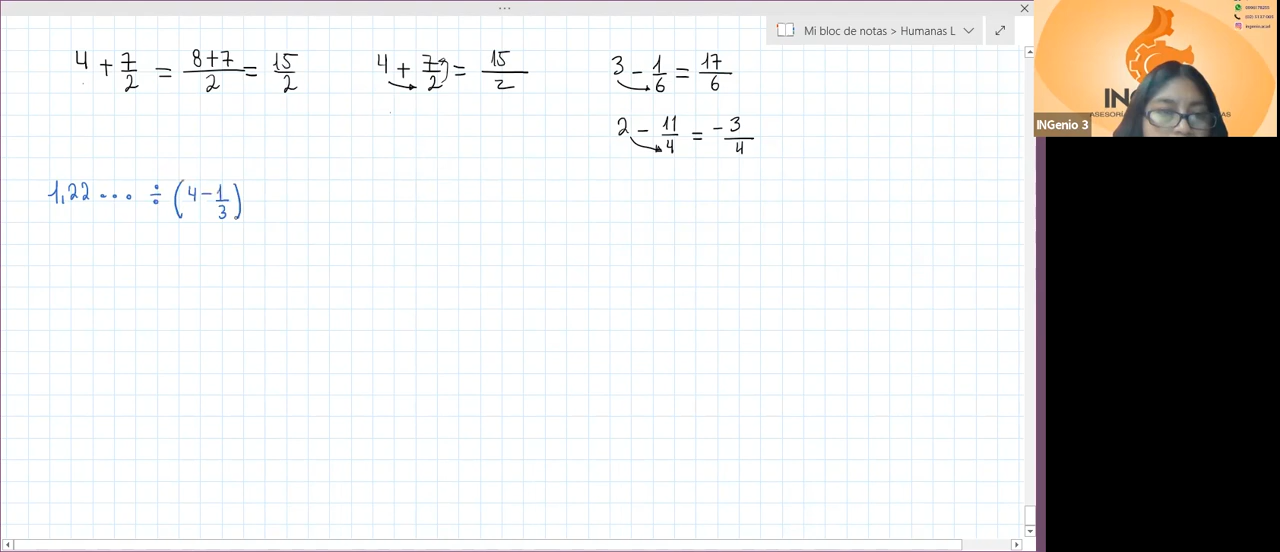 Mi bloc de notas > Humanas L
4 + 7/2 = (8+7)/2 = 15/2
4 + 7/2 = 15/2
3 - 1/6 = 17/6
2 - 11/4 = -3/4
1,22 ... ÷ (4 - 1/3)
INGenio 3